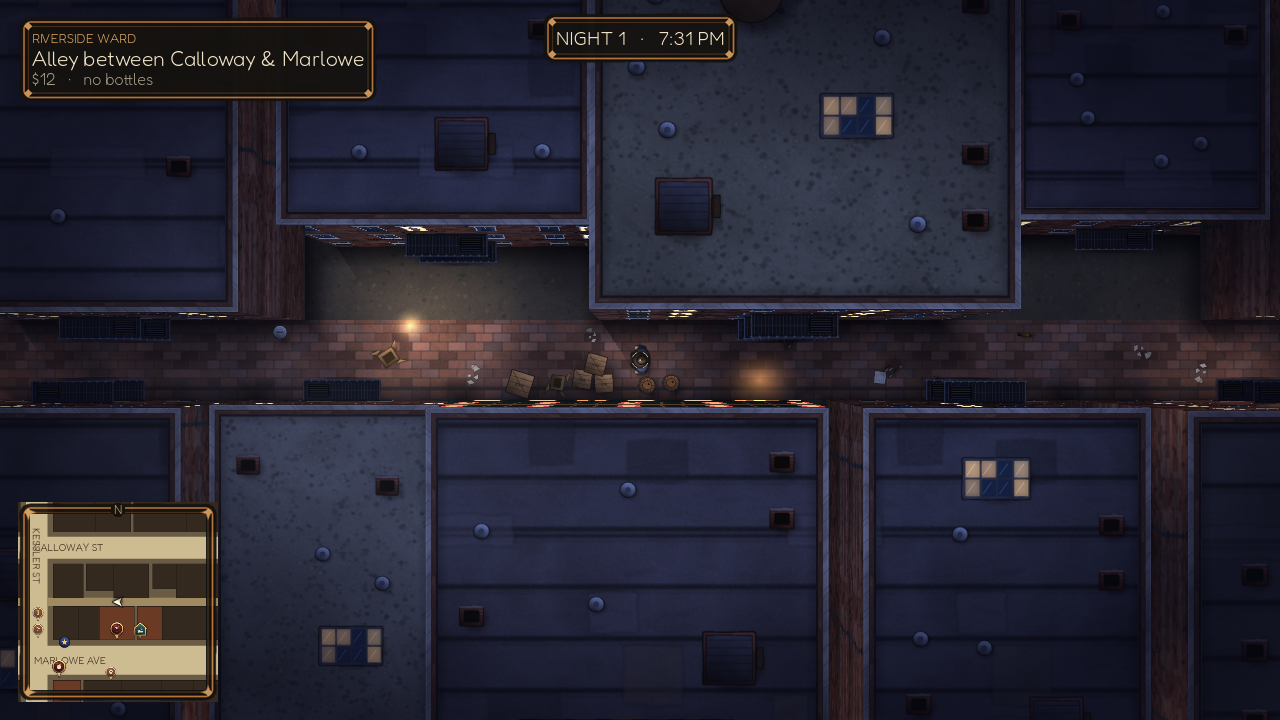 RIVERSIDE WARD
Alley between Calloway & Marlowe
$12 · no bottles
NIGHT 1 · 7:31 PM
N
KESSLER ST
CALLOWAY ST
MARLOWE AVE